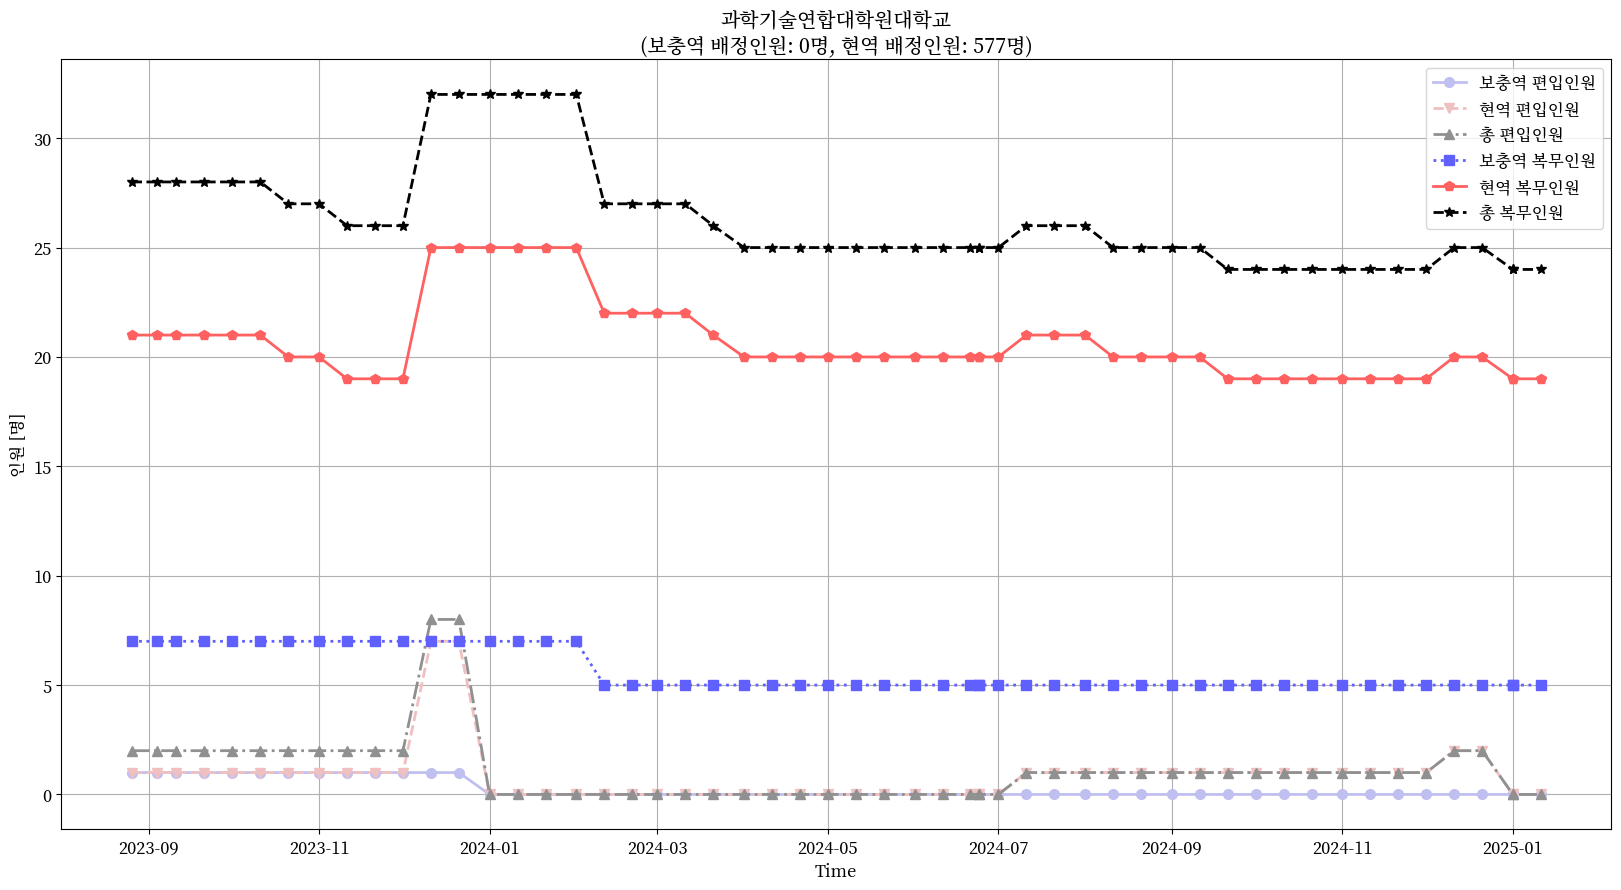 과학기술연합대학원대학교
(보충역 배정인원: 0명, 현역 배정인원: 577명)
보충역 편입인원
현역 편입인원
총 편입인원
보충역 복무인원
현역 복무인원
총 복무인원
인원 [명]
30
25
20
15
10
5
0
2023-09
2023-11
2024-01
2024-03
2024-05
2024-07
2024-09
2024-11
2025-01
Time